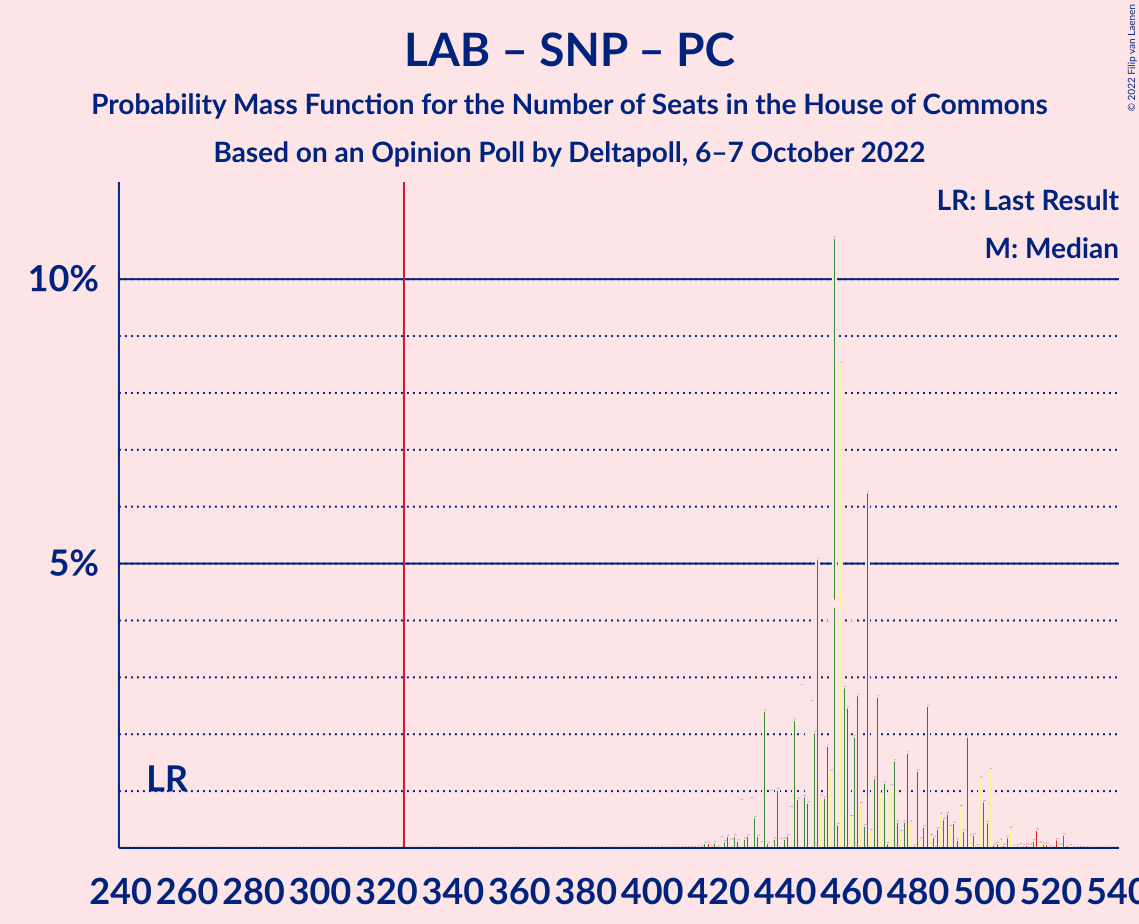 LAB – SNP – PC
Probability Mass Function for the Number of Seats in the House of Commons
Based on an Opinion Poll by Deltapoll, 6–7 October 2022
© 2022 Filip van Laenen
LR: Last Result
M: Median
10%
5%
LR
240 260 280 300 320 340 360 380 400 420 440 460 480 500 520 540